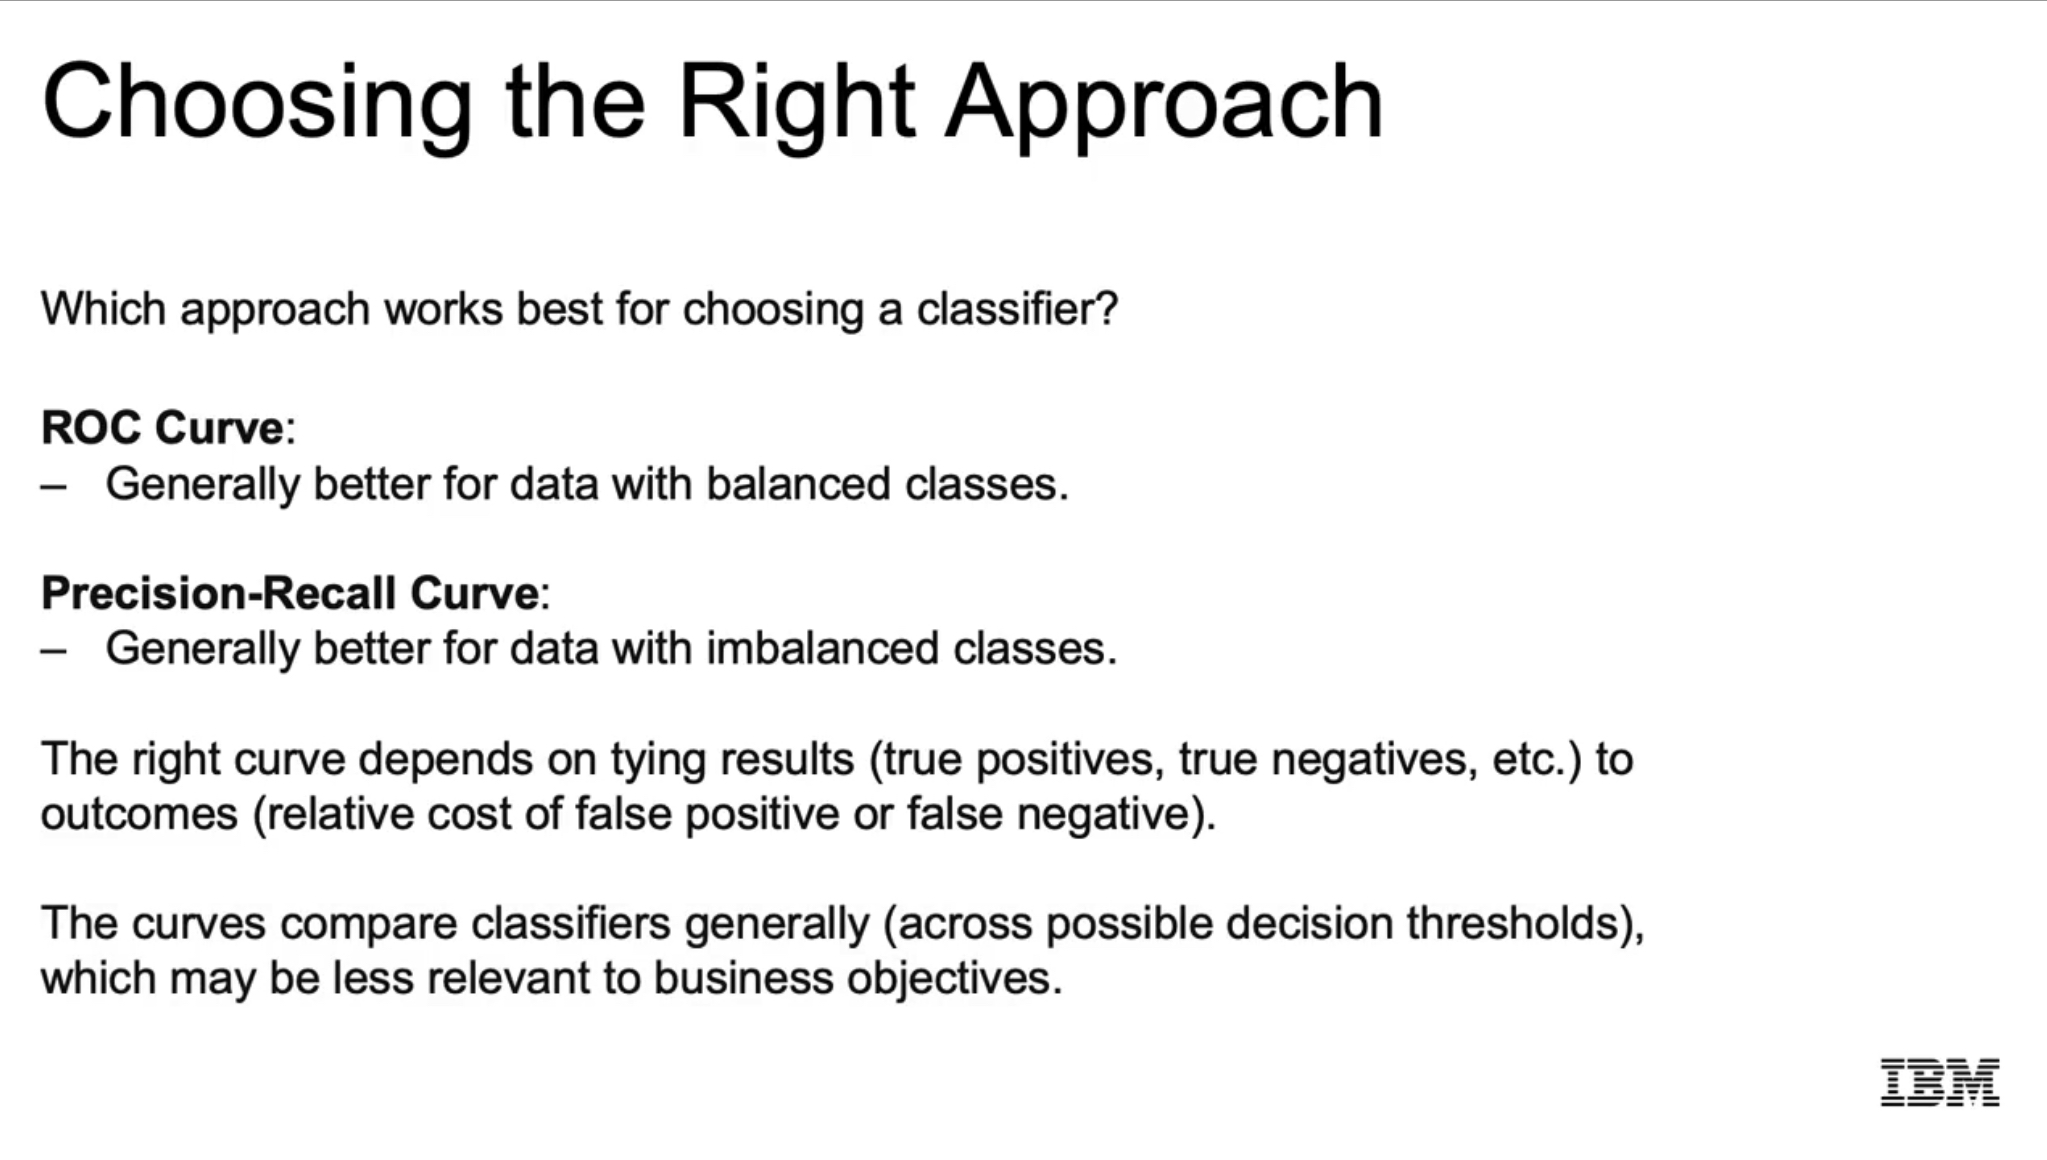 Choosing the Right Approach
Which approach works best for choosing a classifier?
ROC Curve:
– Generally better for data with balanced classes.
Precision-Recall Curve:
– Generally better for data with imbalanced classes.
The right curve depends on tying results (true positives, true negatives, etc.) to
outcomes (relative cost of false positive or false negative).
The curves compare classifiers generally (across possible decision thresholds),
which may be less relevant to business objectives.
IBM